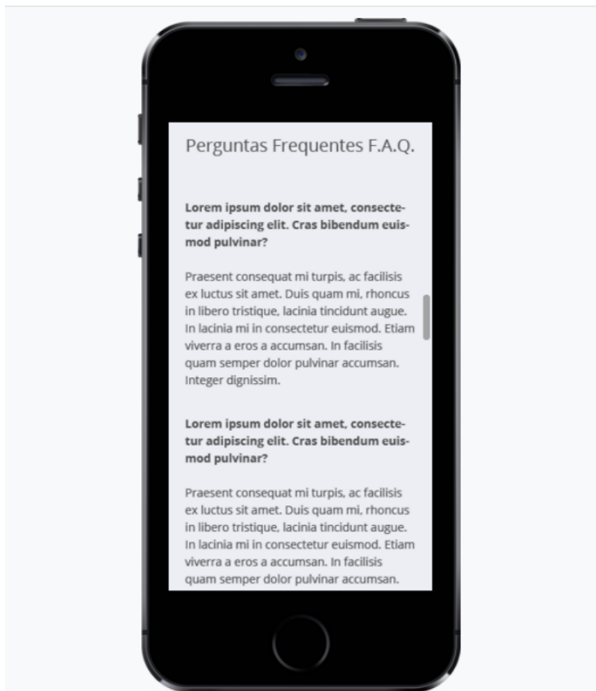 Perguntas Frequentes F.A.Q.
Lorem ipsum dolor sit amet, consecte-
tur adipiscing elit. Cras bibendum euis-
mod pulvinar?
Praesent consequat mi turpis, ac facilisis
ex luctus sit amet. Duis quam mi, rhoncus
in libero tristique, lacinia tincidunt augue.
In lacinia mi in consectetur euismod. Etiam
viverra a eros a accumsan. In facilisis
quam semper dolor pulvinar accumsan.
Integer dignissim.
Lorem ipsum dolor sit amet, consecte-
tur adipiscing elit. Cras bibendum euis-
mod pulvinar?
Praesent consequat mi turpis, ac facilisis
ex luctus sit amet. Duis quam mi, rhoncus
in libero tristique, lacinia tincidunt augue.
In lacinia mi in consectetur euismod. Etiam
viverra a eros a accumsan. In facilisis
quam semper dolor pulvinar accumsan.